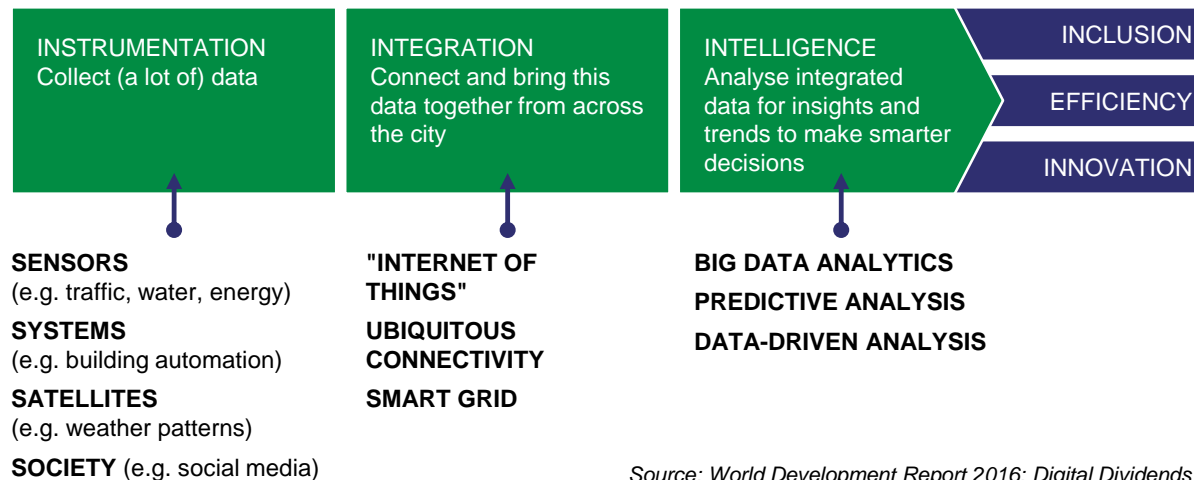 INSTRUMENTATION
Collect (a lot of) data
INTEGRATION
Connect and bring this
data together from across
the city
INTELLIGENCE
Analyse integrated
data for insights and
trends to make smarter
decisions
INCLUSION
EFFICIENCY
INNOVATION
SENSORS
(e.g. traffic, water, energy)
SYSTEMS
(e.g. building automation)
SATELLITES
(e.g. weather patterns)
SOCIETY (e.g. social media)
"INTERNET OF
THINGS"
UBIQUITOUS
CONNECTIVITY
SMART GRID
BIG DATA ANALYTICS
PREDICTIVE ANALYSIS
DATA-DRIVEN ANALYSIS
Source: World Development Report 2016: Digital Dividends